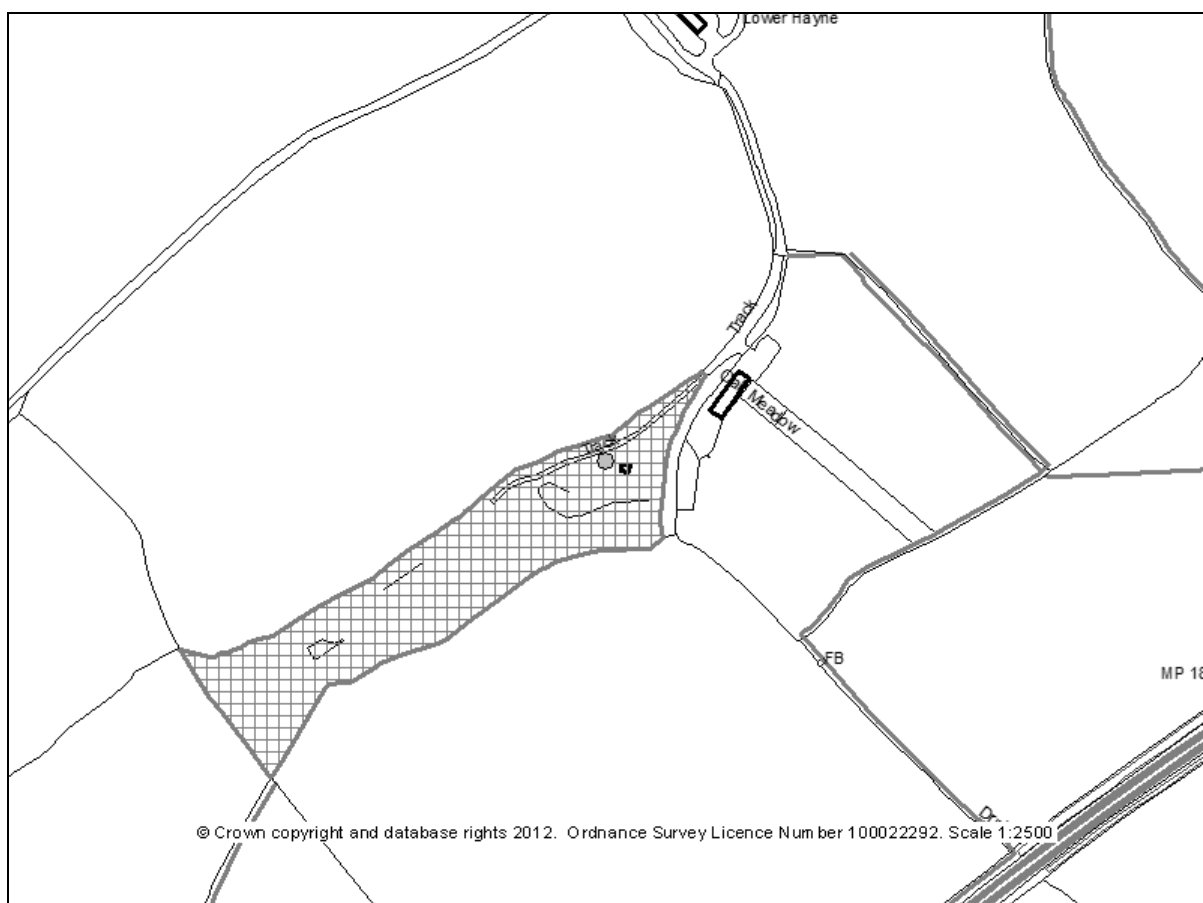 Lower Hayne
Track
Oak Meadow
Track
FB
MP 18
© Crown copyright and database rights 2012. Ordnance Survey Licence Number 100022292. Scale 1:2500